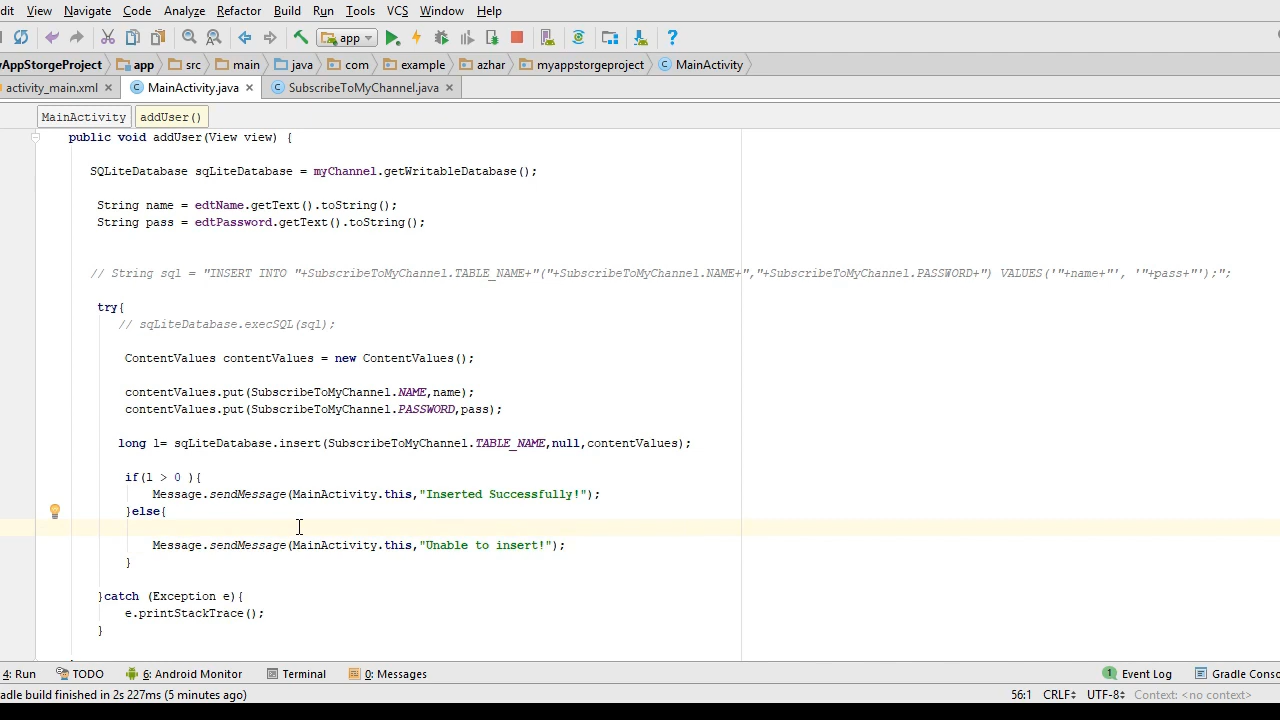 dit View Navigate Code Analyze Refactor Build Run Tools VCS Window Help
app
yAppStorgeProject app src main java com example azhar myappstorgeproject MainActivity
activity_main.xml MainActivity.java SubscribeToMyChannel.java
MainActivity addUser()
public void addUser(View view) {
SQLiteDatabase sqLiteDatabase = myChannel.getWritableDatabase();
String name = edtName.getText().toString();
String pass = edtPassword.getText().toString();
// String sql = "INSERT INTO "+SubscribeToMyChannel.TABLE_NAME+"("+SubscribeToMyChannel.NAME+","+SubscribeToMyChannel.PASSWORD+") VALUES('"+name+"', '"+pass+"');";
try{
// sqLiteDatabase.execSQL(sql);
ContentValues contentValues = new ContentValues();
contentValues.put(SubscribeToMyChannel.NAME,name);
contentValues.put(SubscribeToMyChannel.PASSWORD,pass);
long l= sqLiteDatabase.insert(SubscribeToMyChannel.TABLE_NAME,null,contentValues);
if(l > 0 ){
Message.sendMessage(MainActivity.this,"Inserted Successfully!");
}else{
Message.sendMessage(MainActivity.this,"Unable to insert!");
}
}catch (Exception e){
e.printStackTrace();
}
4: Run TODO 6: Android Monitor Terminal 0: Messages 1 Event Log Gradle Conso
adle build finished in 2s 227ms (5 minutes ago) 56:1 CRLF UTF-8 Context: <no context>